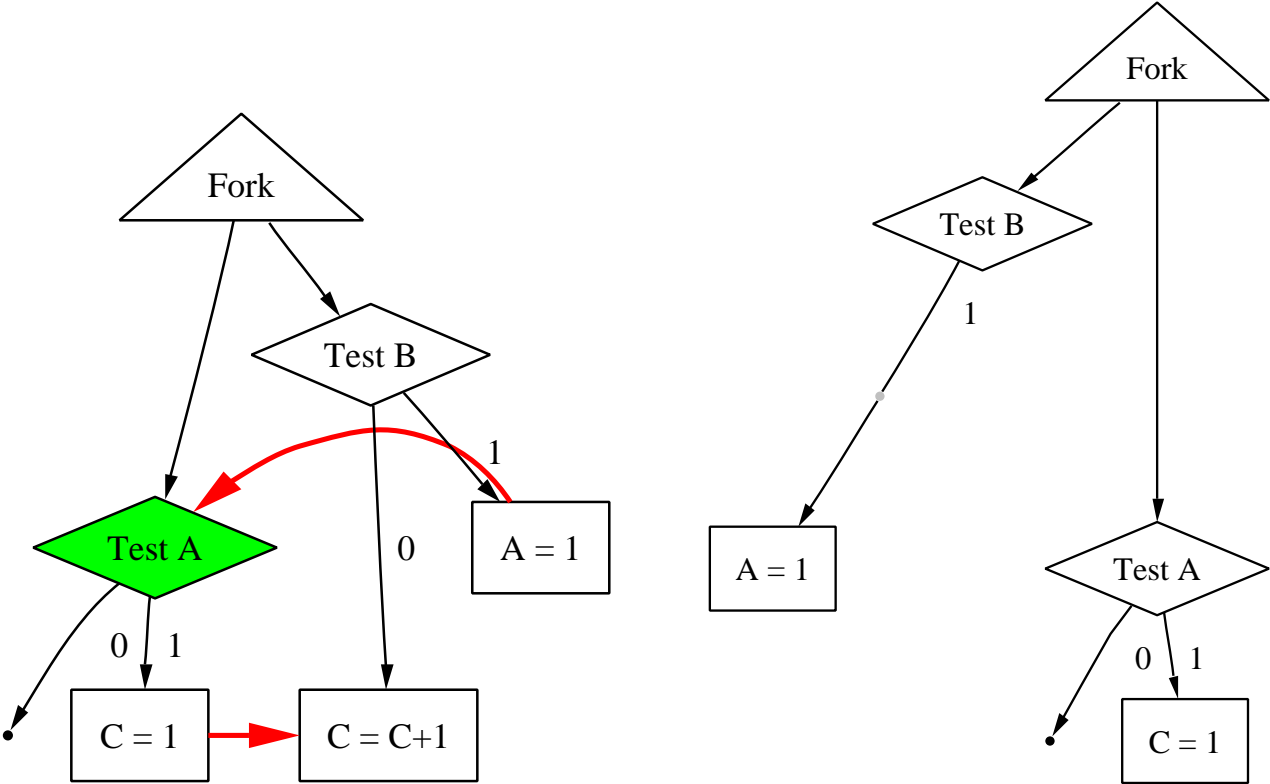 Fork
Test B
1
Test A
0
A = 1
0
1
C = 1
C = C+1
Fork
Test B
1
A = 1
Test A
0
1
C = 1